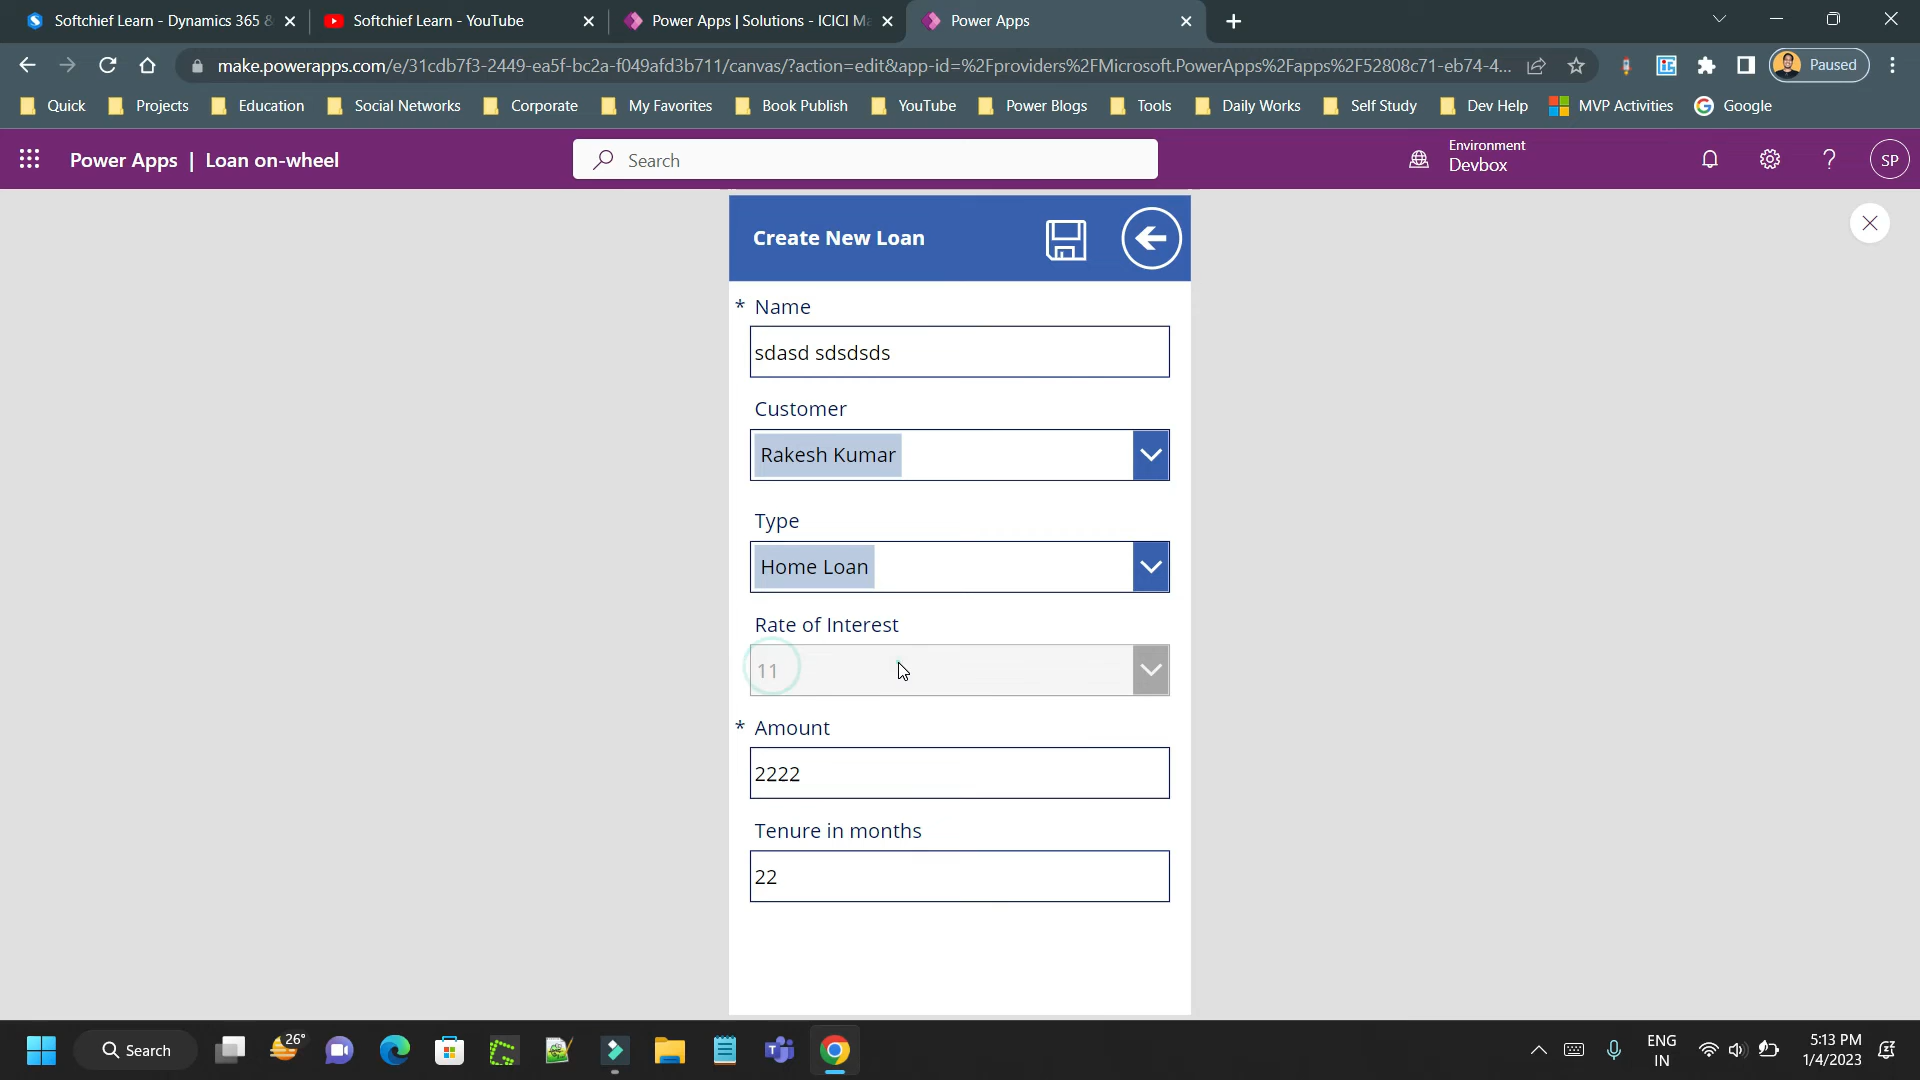 Softchief Learn - Dynamics 365 &
Softchief Learn - YouTube
Power Apps | Solutions - ICICI Ma
Power Apps
make.powerapps.com/e/31cdb7f3-2449-ea5f-bc2a-f049afd3b711/canvas/?action=edit&app-id=%2Fproviders%2FMicrosoft.PowerApps%2Fapps%2F52808c71-eb74-4...
Paused
Quick
Projects
Education
Social Networks
Corporate
My Favorites
Book Publish
YouTube
Power Blogs
Tools
Daily Works
Self Study
Dev Help
MVP Activities
Google
Power Apps | Loan on-wheel
Search
Environment
Devbox
?
SP
Create New Loan
* Name
sdasd sdsdsds
Customer
Rakesh Kumar
Type
Home Loan
Rate of Interest
11
* Amount
2222
Tenure in months
22
Search
26°
ENG
IN
5:13 PM
1/4/2023